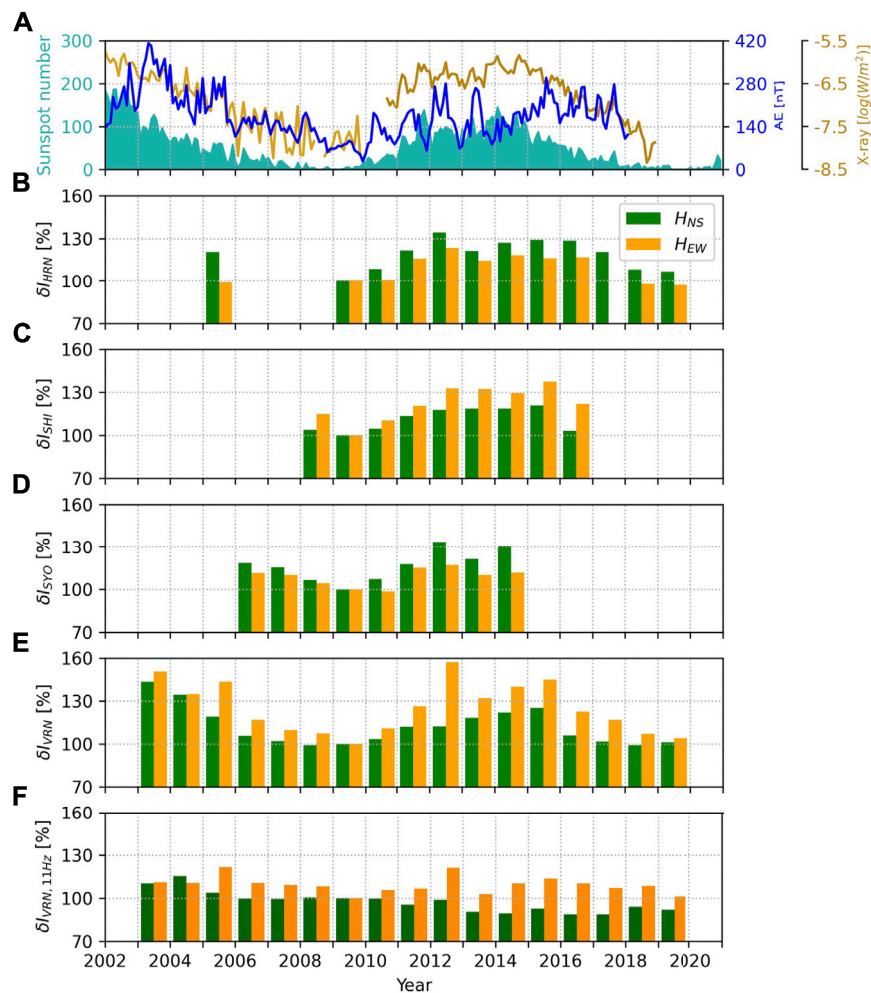 A
300
200
100
0
Sunspot number
420
280
140
0
AE [nT]
-5.5
-6.5
-7.5
-8.5
X-ray [log(W/m²)]
B
160
130
100
70
δI_HRN [%]
H_NS
H_EW
C
160
130
100
70
δI_SHI [%]
D
160
130
100
70
δI_SYO [%]
E
160
130
100
70
δI_VRN [%]
F
160
130
100
70
δI_VRN, 11Hz [%]
2002 2004 2006 2008 2010 2012 2014 2016 2018 2020
Year